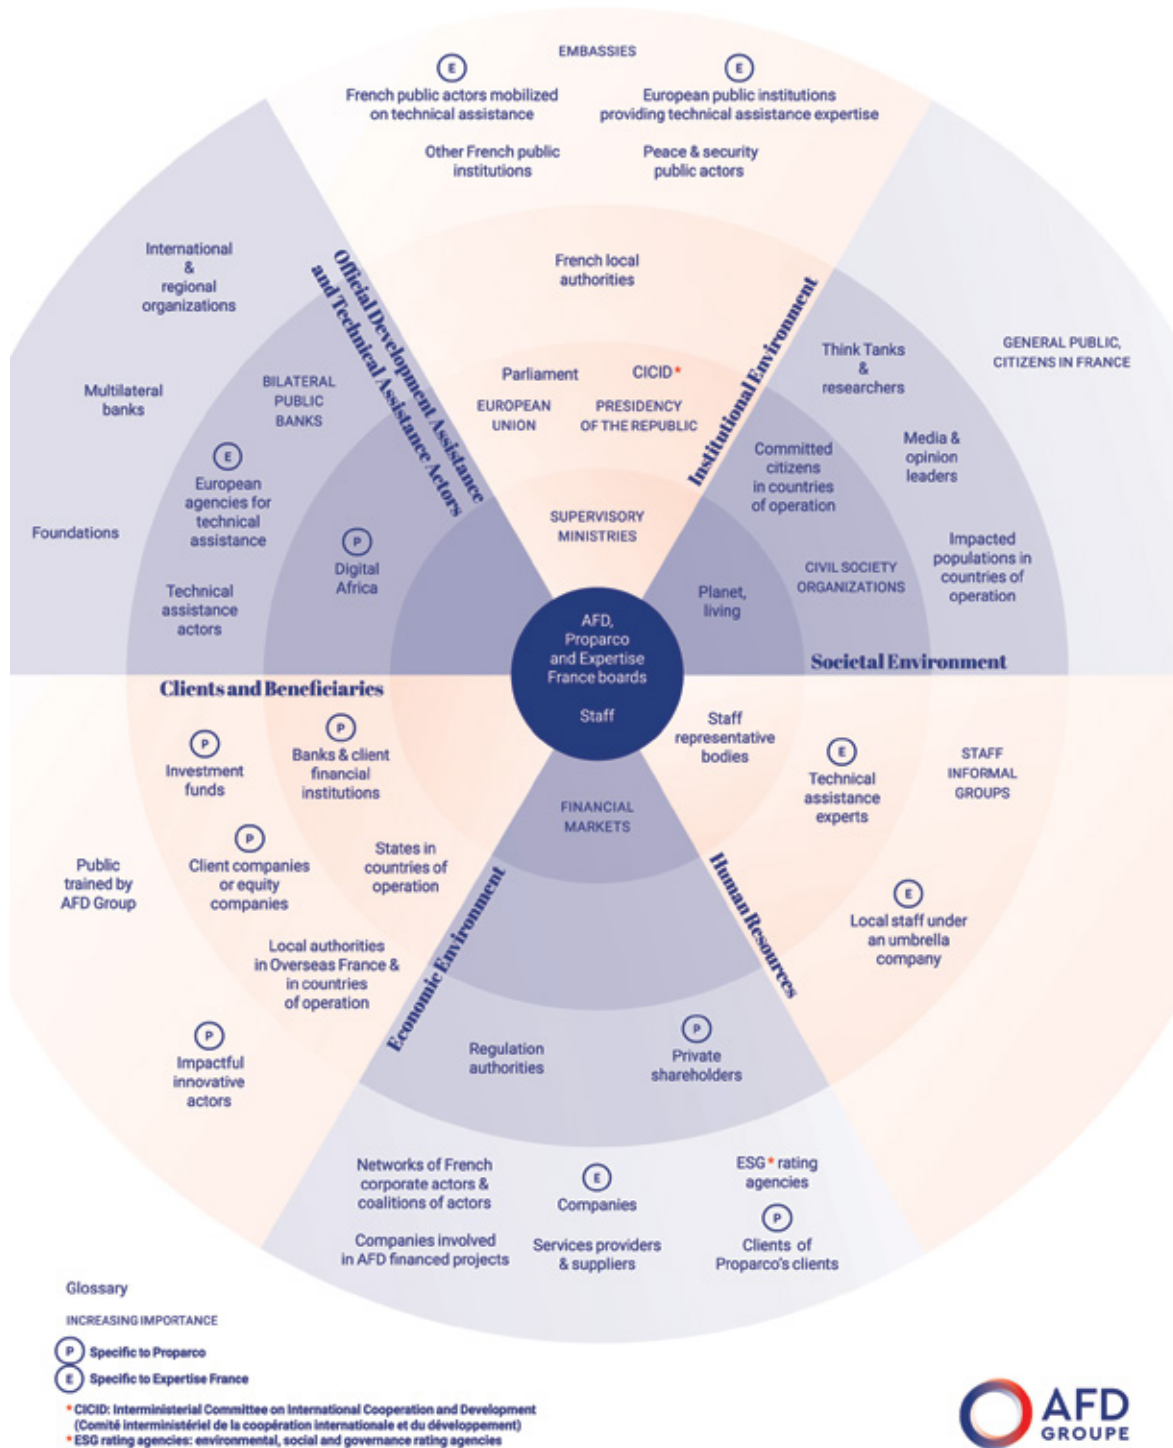 EMBASSIES
E
French public actors mobilized
on technical assistance
E
European public institutions
providing technical assistance expertise
Other French public
institutions
Peace & security
public actors
French local
authorities
Parliament
CICID*
EUROPEAN
UNION
PRESIDENCY
OF THE REPUBLIC
SUPERVISORY
MINISTRIES
Institutional Environment
Official Development Assistance
and Technical Assistance Actors
International
&
regional
organizations
Multilateral
banks
Foundations
BILATERAL
PUBLIC
BANKS
E
European
agencies for
technical
assistance
Technical
assistance
actors
P
Digital
Africa
GENERAL PUBLIC,
CITIZENS IN FRANCE
Think Tanks
&
researchers
Media &
opinion
leaders
Impacted
populations in
countries of
operation
Committed
citizens
in countries
of operation
CIVIL SOCIETY
ORGANIZATIONS
Planet,
living
Societal Environment
AFD,
Proparco
and Expertise
France boards
Staff
Clients and Beneficiaries
P
Investment
funds
P
Banks & client
financial
institutions
P
Client companies
or equity
companies
States in
countries of
operation
Public
trained by
AFD Group
Local authorities
in Overseas France &
in countries
of operation
P
Impactful
innovative
actors
Staff
representative
bodies
E
Technical
assistance
experts
STAFF
INFORMAL
GROUPS
E
Local staff under
an umbrella
company
Human Resources
FINANCIAL
MARKETS
Economic Environment
Regulation
authorities
P
Private
shareholders
Networks of French
corporate actors &
coalitions of actors
E
Companies
ESG* rating
agencies
Companies involved
in AFD financed projects
Services providers
& suppliers
P
Clients of
Proparco's clients
Glossary
INCREASING IMPORTANCE
P Specific to Proparco
E Specific to Expertise France
* CICID: Interministerial Committee on International Cooperation and Development
(Comité interministériel de la coopération internationale et du développement)
* ESG rating agencies: environmental, social and governance rating agencies
AFD
GROUPE